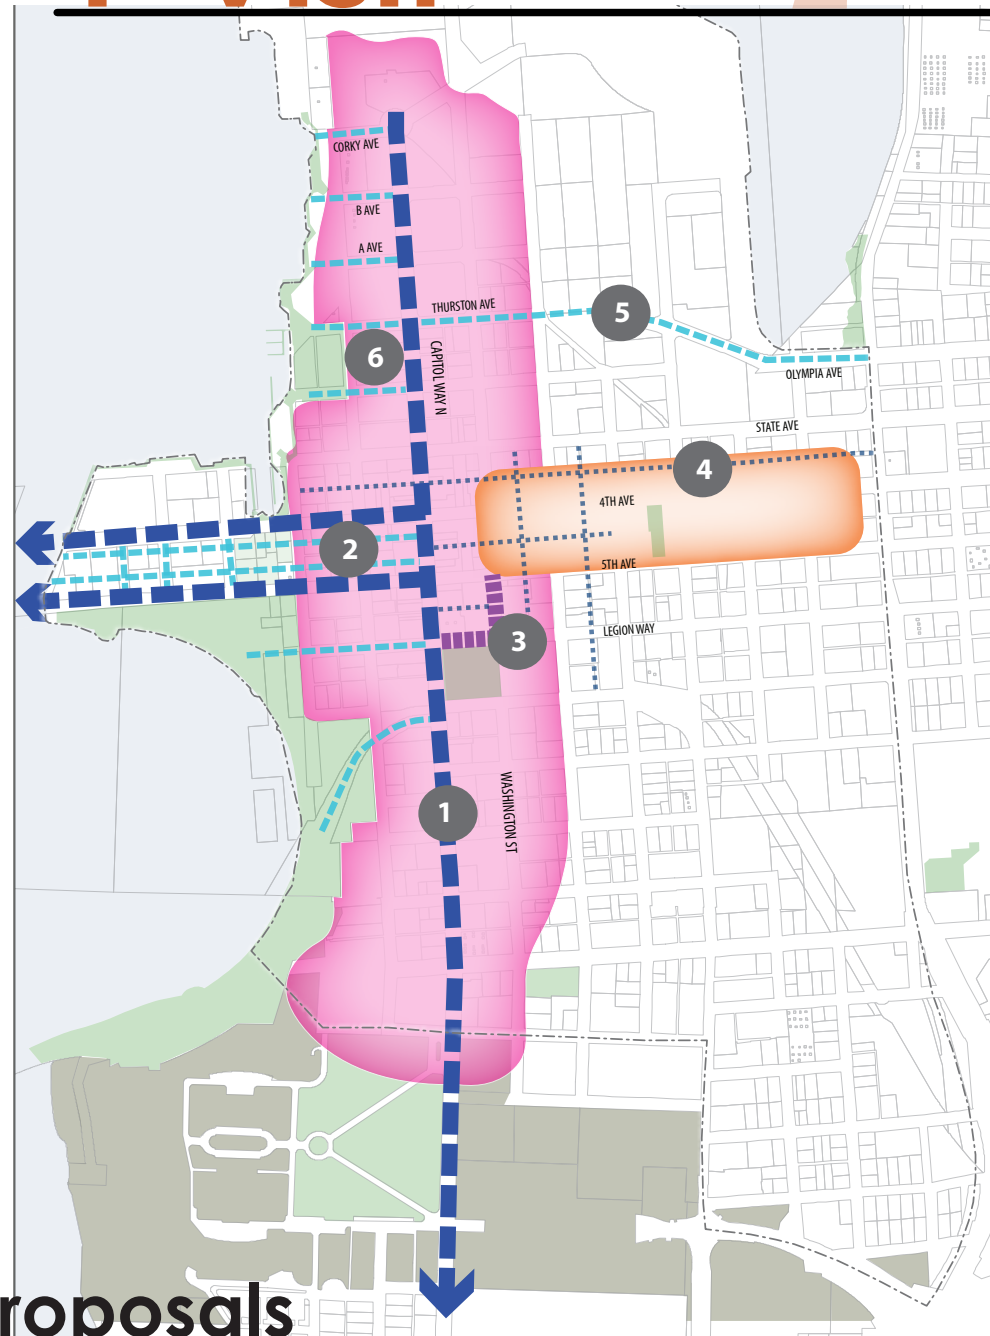 CORKY AVE
B AVE
A AVE
THURSTON AVE
5
6
CAPITOL WAY N
OLYMPIA AVE
STATE AVE
4
4TH AVE
2
5TH AVE
3
LEGION WAY
1
WASHINGTON ST
roposals